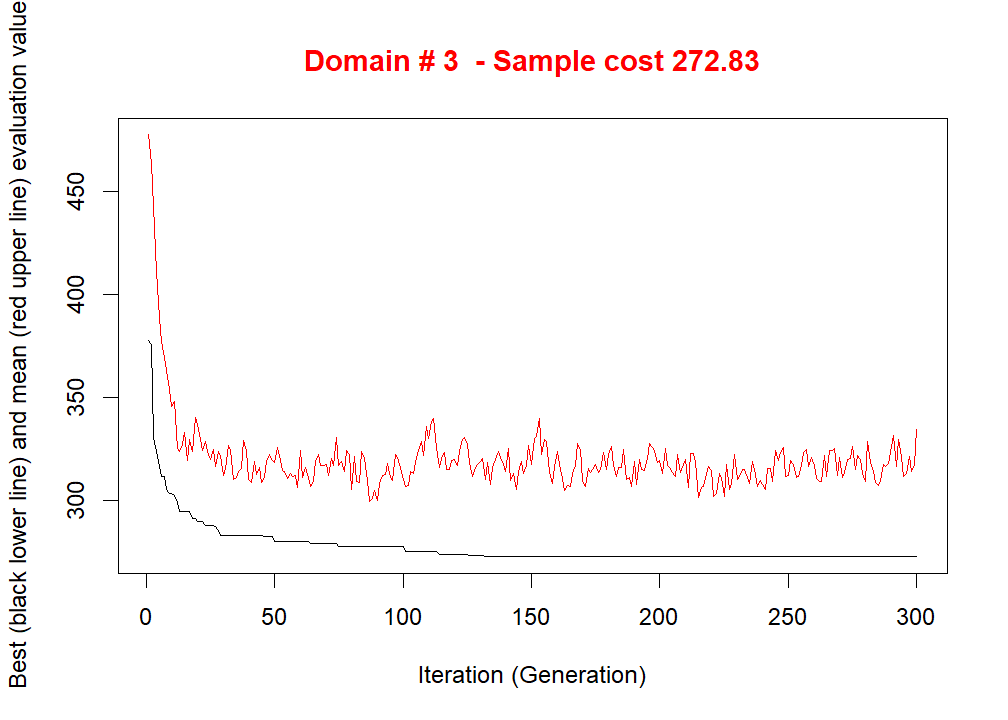 Domain # 3  - Sample cost 272.83
Best (black lower line) and mean (red upper line) evaluation value
450
400
350
300
0 50 100 150 200 250 300
Iteration (Generation)